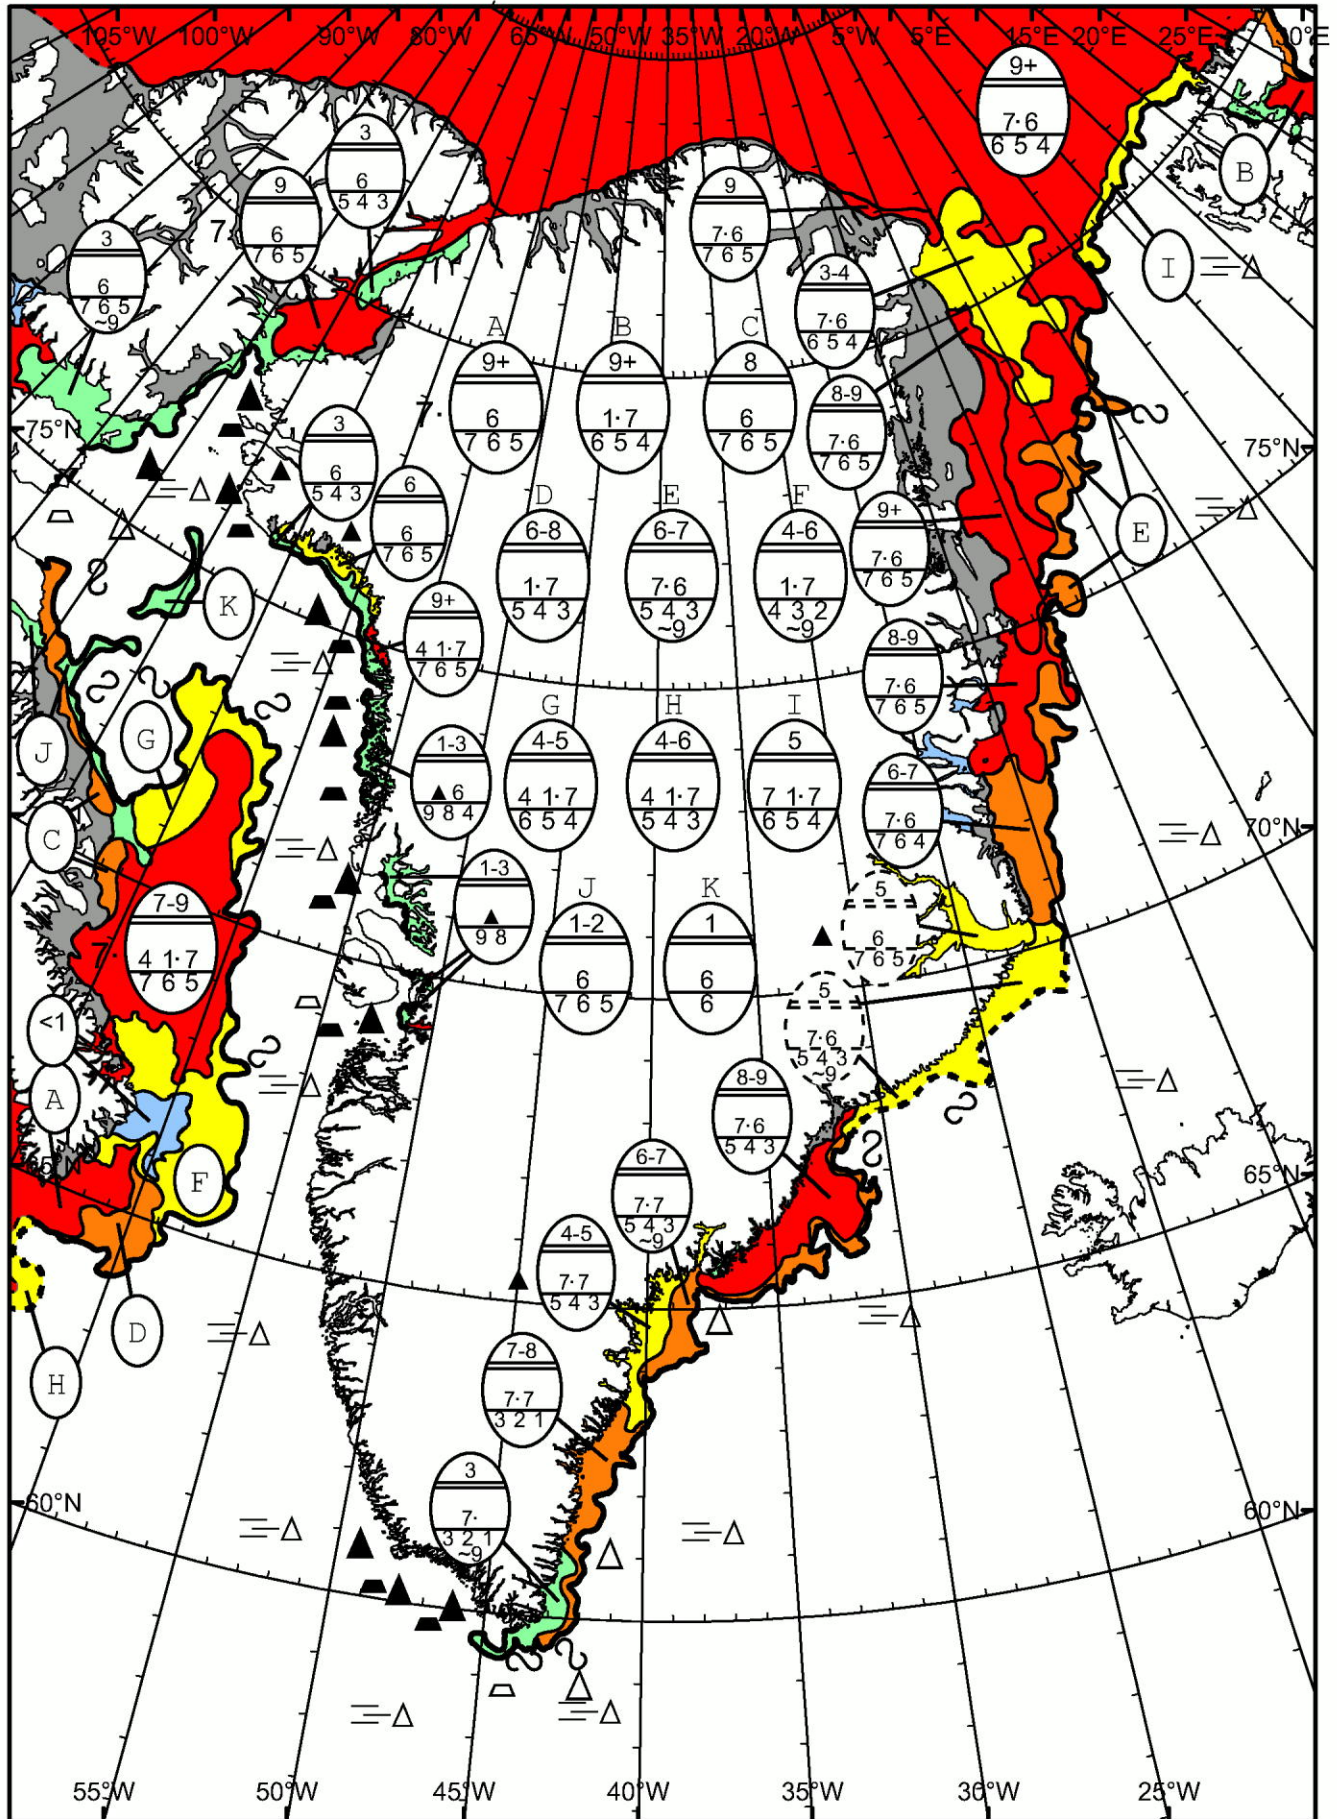 105°W 100°W 90°W 80°W 65°W 50°W 35°W 20°W 5°W 5°E 15°E 20°E 25°E 30°E
9+
7·6
6 5 4
3
6
5 4 3
9
6
7 6 5
7·
9
7·6
7 6 5
B
3
6
7 6 5
~9
I
3-4
7·6
6 5 4
A
9+
6
7 6 5
B
9+
1·7
6 5 4
C
8
6
7 6 5
7·
8-9
7·6
7 6 5
75°N
75°N
3
6
5 4 3
6
6
7 6 5
D
6-8
1·7
5 4 3
E
6-7
7·6
5 4 3
~9
F
4-6
1·7
4 3 2
~9
9+
7·6
7 6 5
E
K
9+
4 1·7
7 6 5
8-9
7·6
7 6 5
J
G
1-3
▲ 6
9 8 4
G
4-5
4 1·7
6 5 4
H
4-6
4 1·7
5 4 3
I
5
7 1·7
6 5 4
6-7
7·6
7 6 4
70°N
C
7-9
4 1·7
7 6 5
7·
1-3
▲
9 8
J
1-2
6
7 6 5
K
1
6
6
5
6
7 6 5
5
7·6
5 4 3
~9
<1
A
8-9
7·6
5 4 3
65°N
65°N
F
6-7
7·7
5 4 3
~9
4-5
7·7
5 4 3
D
H
7-8
7·7
3 2 1
3
7·
3 2 1
~9
60°N
60°N
55°W 50°W 45°W 40°W 35°W 30°W 25°W